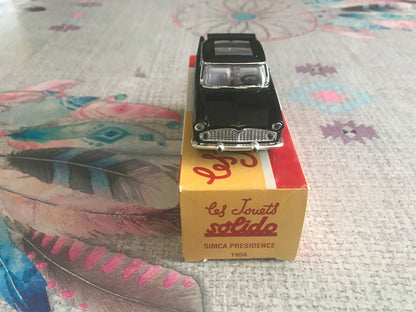 Les Jouets
solido
SIMCA PRESIDENCE
1958